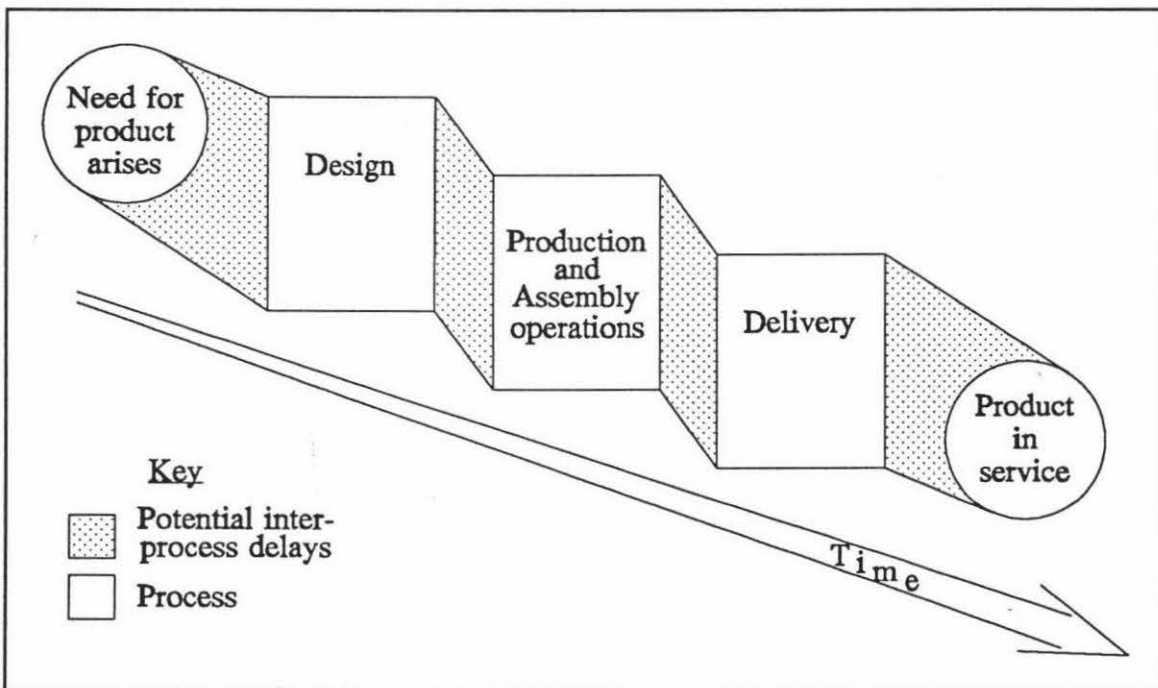 Need for
product
arises
Design
Production
and
Assembly
operations
Delivery
Product
in
service
Time
Key
Potential inter-
process delays
Process